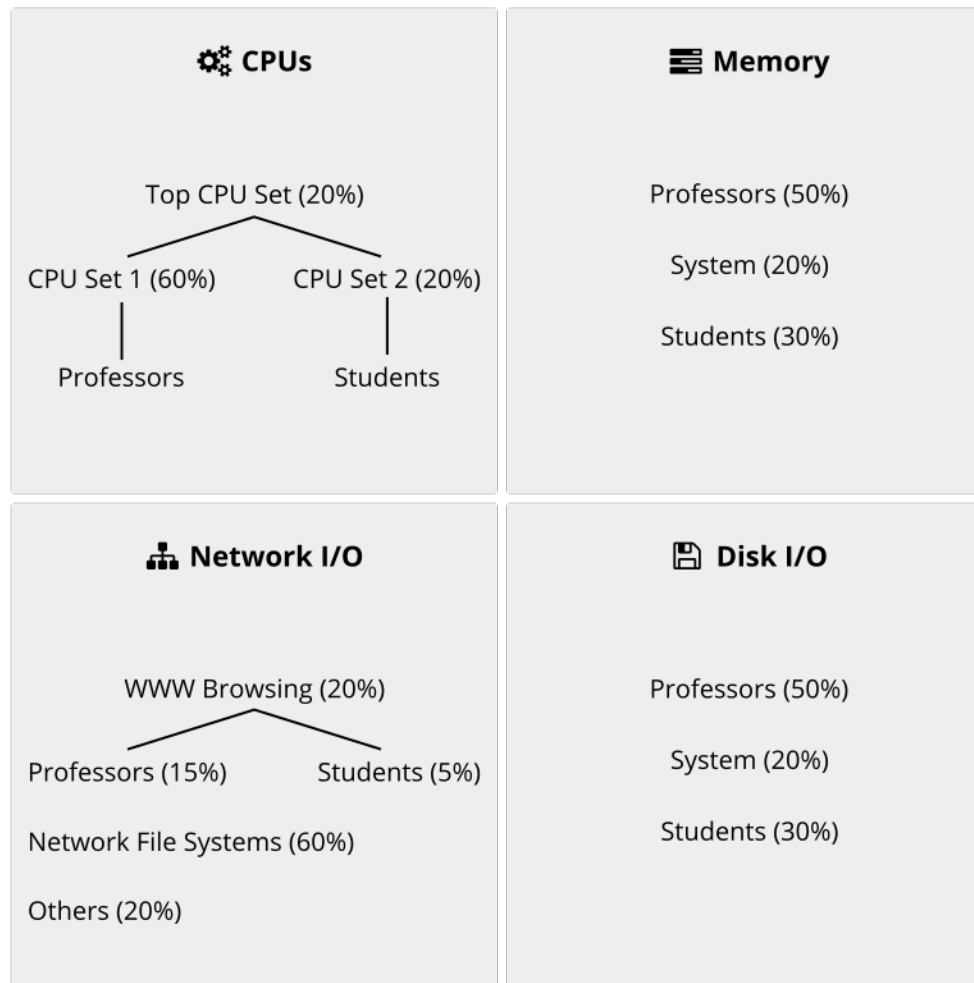 CPUs
Top CPU Set (20%)
CPU Set 1 (60%)
CPU Set 2 (20%)
Professors
Students
Memory
Professors (50%)
System (20%)
Students (30%)
Network I/O
WWW Browsing (20%)
Professors (15%)
Students (5%)
Network File Systems (60%)
Others (20%)
Disk I/O
Professors (50%)
System (20%)
Students (30%)